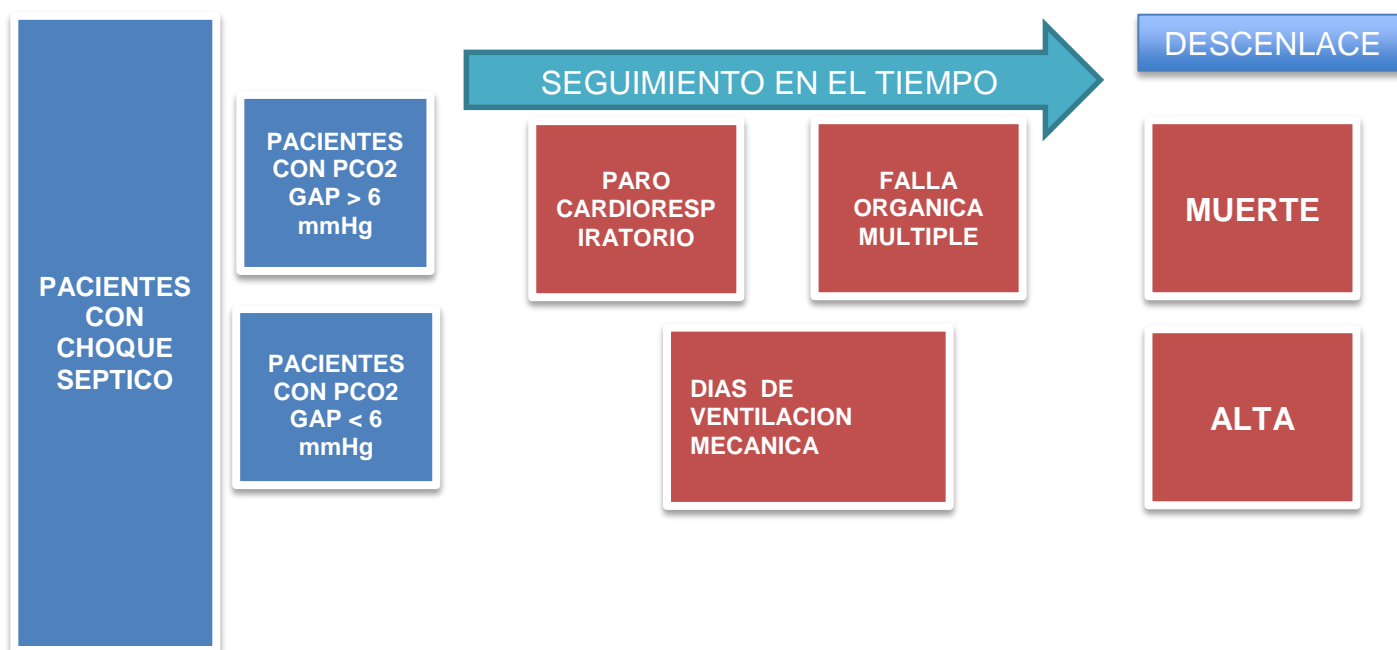 PACIENTES
CON
CHOQUE
SEPTICO
PACIENTES
CON PCO2
GAP > 6
mmHg
PACIENTES
CON PCO2
GAP < 6
mmHg
SEGUIMIENTO EN EL TIEMPO
PARO
CARDIORESP
IRATORIO
FALLA
ORGANICA
MULTIPLE
DIAS DE
VENTILACION
MECANICA
DESCENLACE
MUERTE
ALTA